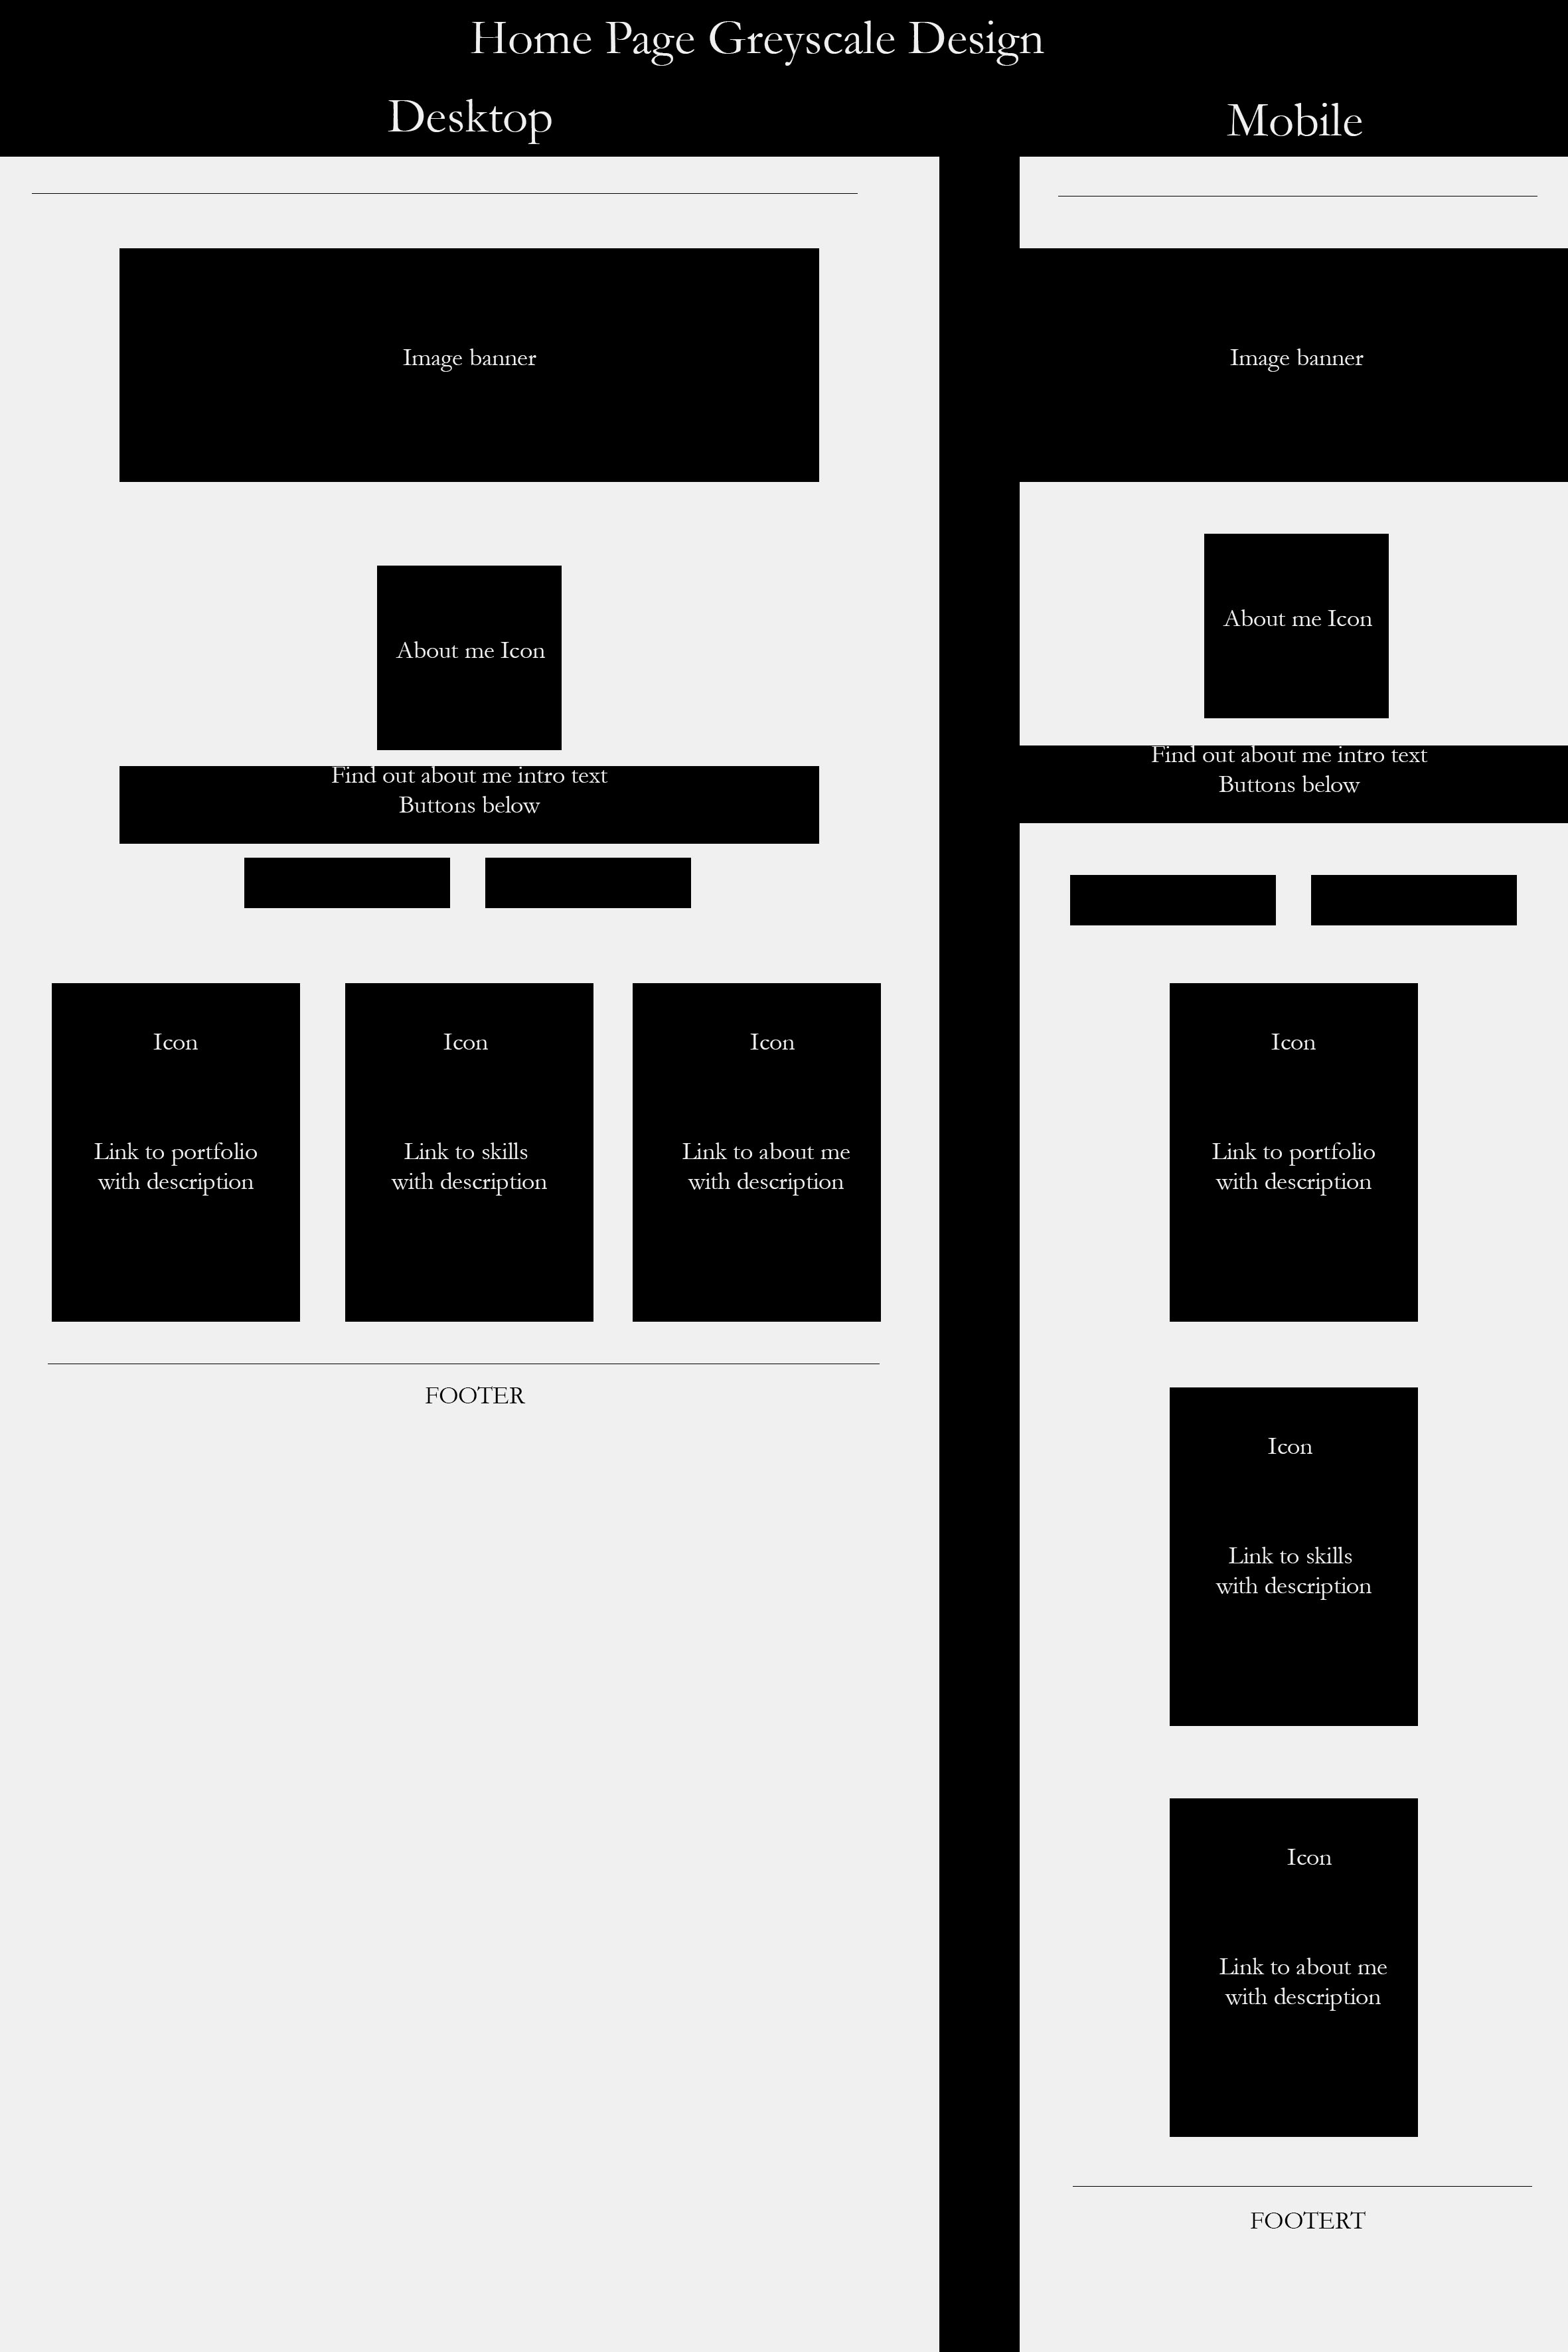 Home Page Greyscale Design
Desktop
Image banner
About me Icon
Find out about me intro text
Buttons below
Icon
Link to portfolio
with description
Icon
Link to skills
with description
Icon
Link to about me
with description
FOOTER
Mobile
Image banner
About me Icon
Find out about me intro text
Buttons below
Icon
Link to portfolio
with description
Icon
Link to skills
with description
Icon
Link to about me
with description
FOOTERT